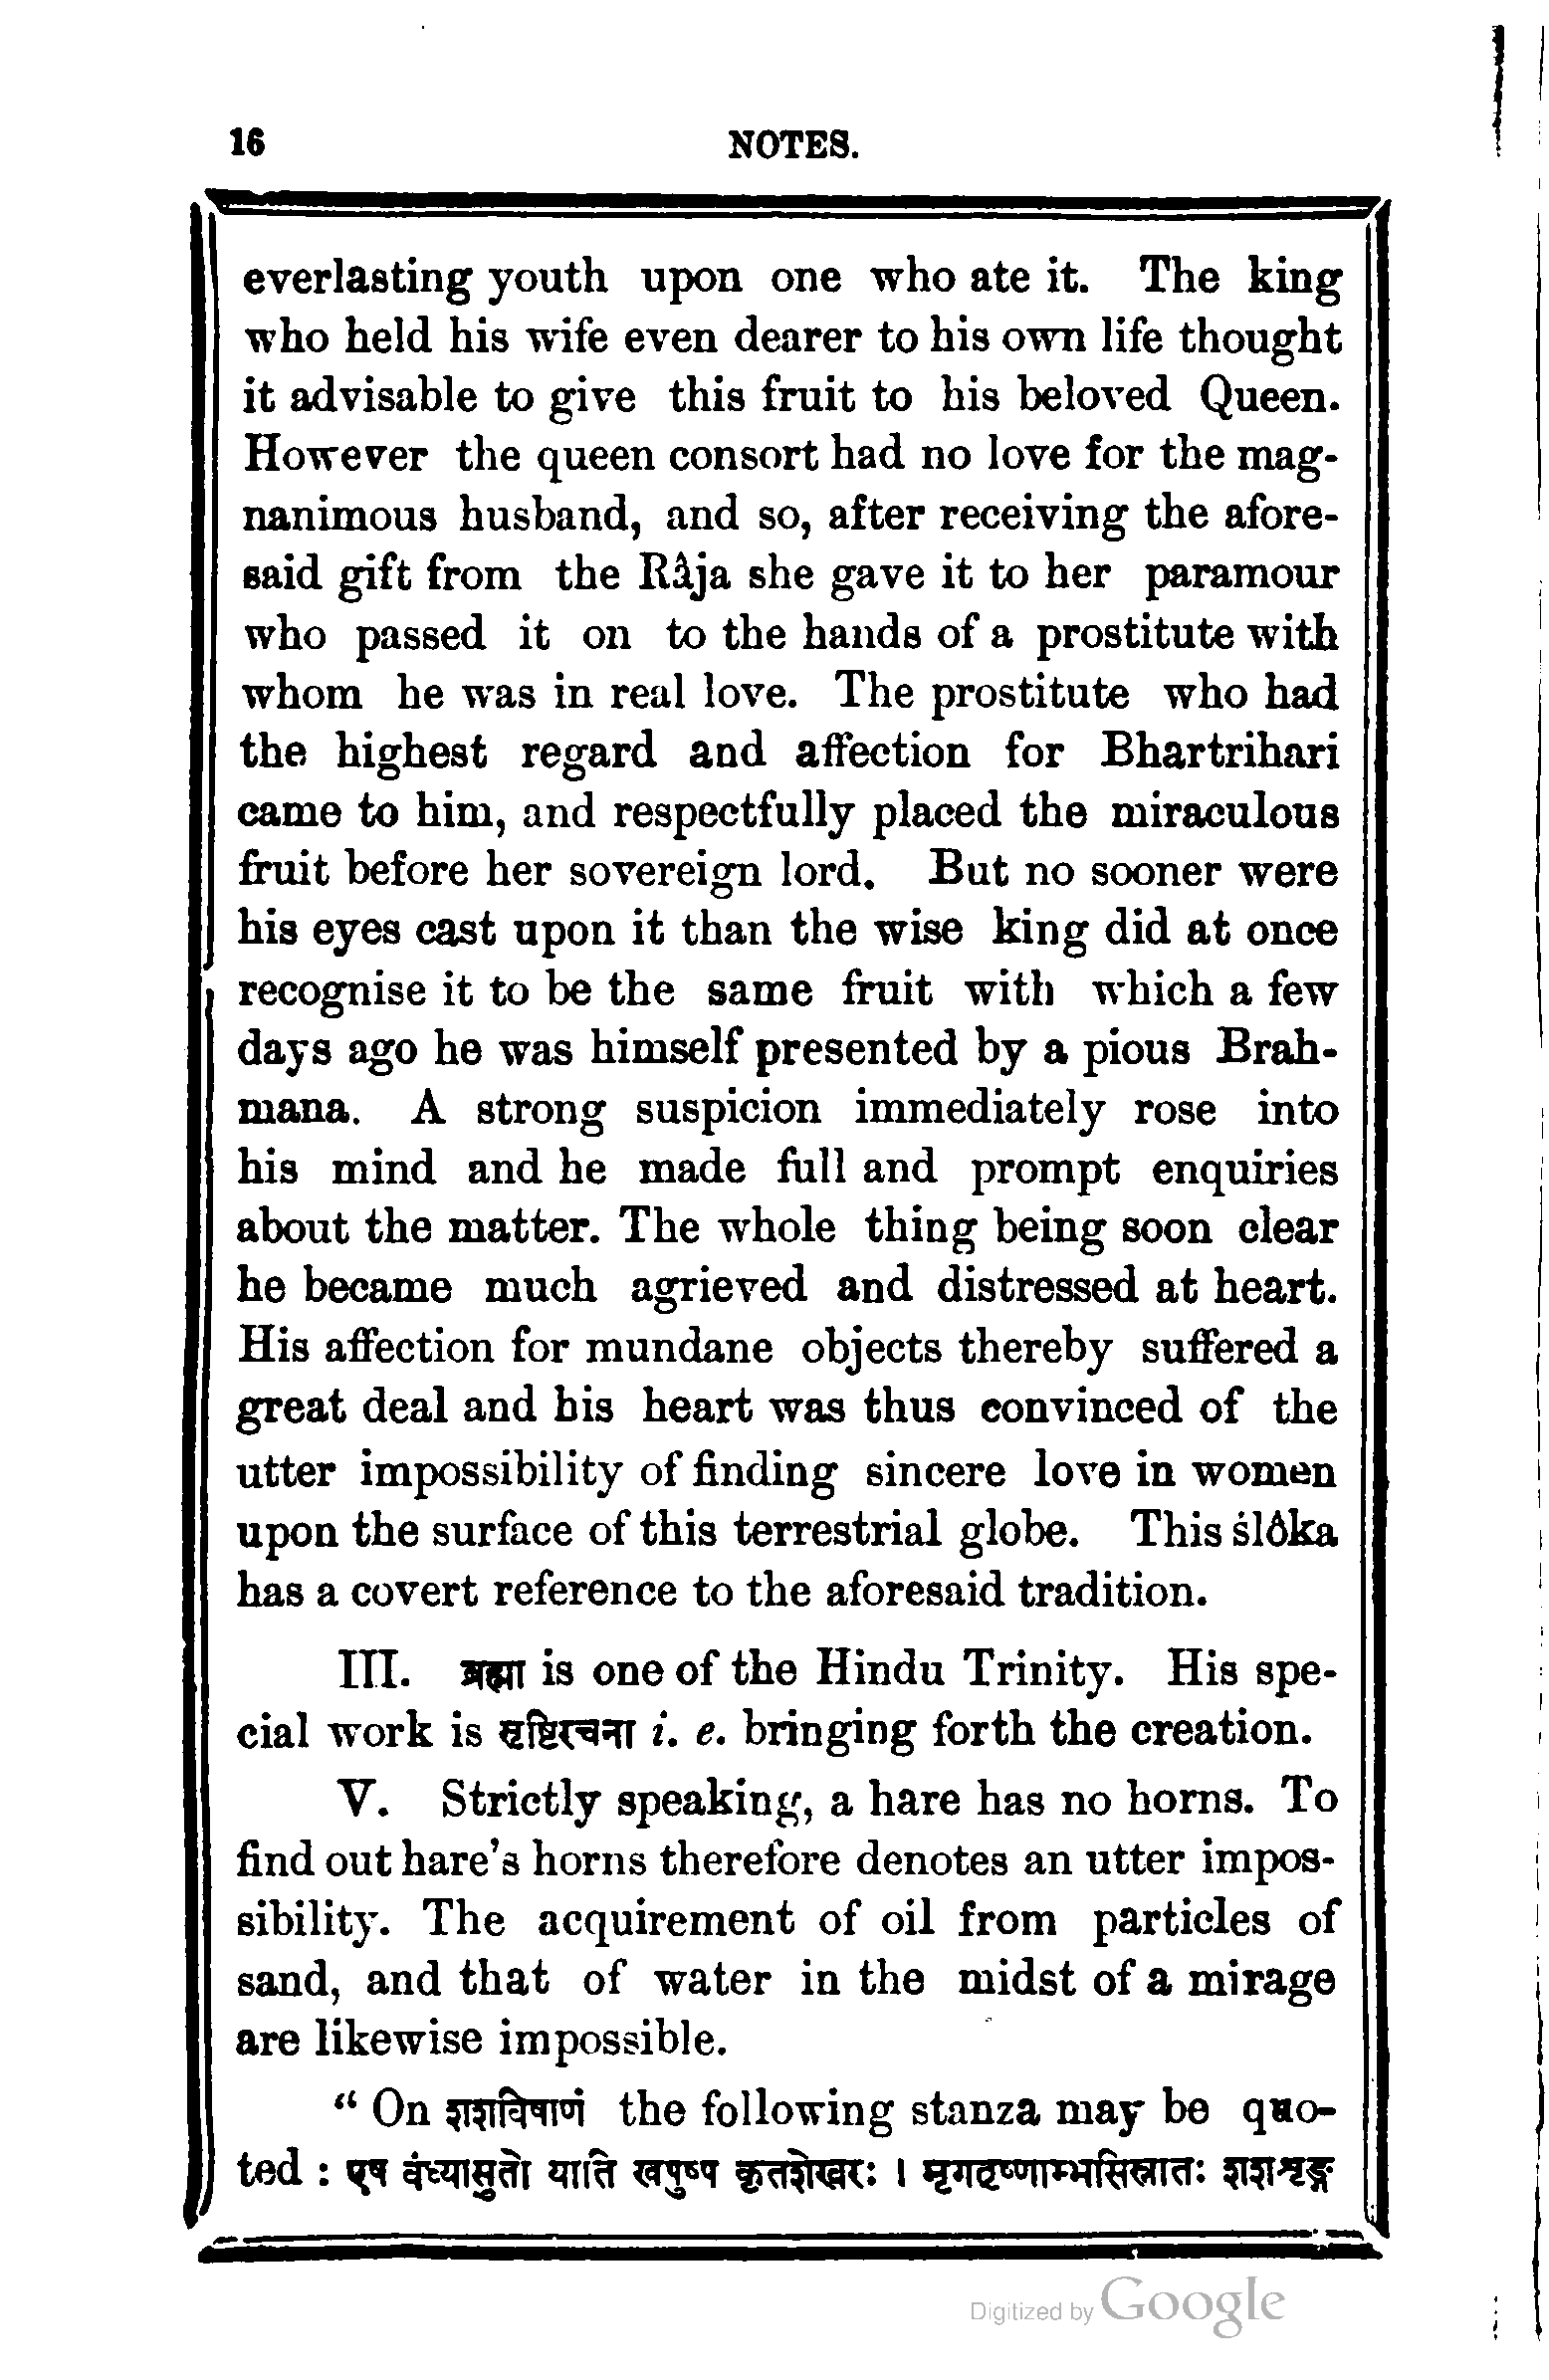 16 NOTES.
everlasting youth upon one who ate it. The king
who held his wife even dearer to his own life thought
it advisable to give this fruit to his beloved Queen.
However the queen consort had no love for the mag-
nanimous husband, and so, after receiving the afore-
said gift from the Râja she gave it to her paramour
who passed it on to the hands of a prostitute with
whom he was in real love. The prostitute who had
the highest regard and affection for Bhartrihari
came to him, and respectfully placed the miraculous
fruit before her sovereign lord. But no sooner were
his eyes cast upon it than the wise king did at once
recognise it to be the same fruit with which a few
days ago he was himself presented by a pious Brah-
mana. A strong suspicion immediately rose into
his mind and he made full and prompt enquiries
about the matter. The whole thing being soon clear
he became much agrieved and distressed at heart.
His affection for mundane objects thereby suffered a
great deal and his heart was thus convinced of the
utter impossibility of finding sincere love in women
upon the surface of this terrestrial globe. This ślôka
has a covert reference to the aforesaid tradition.
III. ब्रह्मा is one of the Hindu Trinity. His spe-
cial work is सृष्टिरचना i. e. bringing forth the creation.
V. Strictly speaking, a hare has no horns. To
find out hare's horns therefore denotes an utter impos-
sibility. The acquirement of oil from particles of
sand, and that of water in the midst of a mirage
are likewise impossible.
“ On शशविषाणं the following stanza may be quo-
ted : एष वंध्यासुतो याति खपुष्प कृतशेखरः । मृगतृष्णाम्भसिस्नातः शशशृङ्ग
Digitized by Google